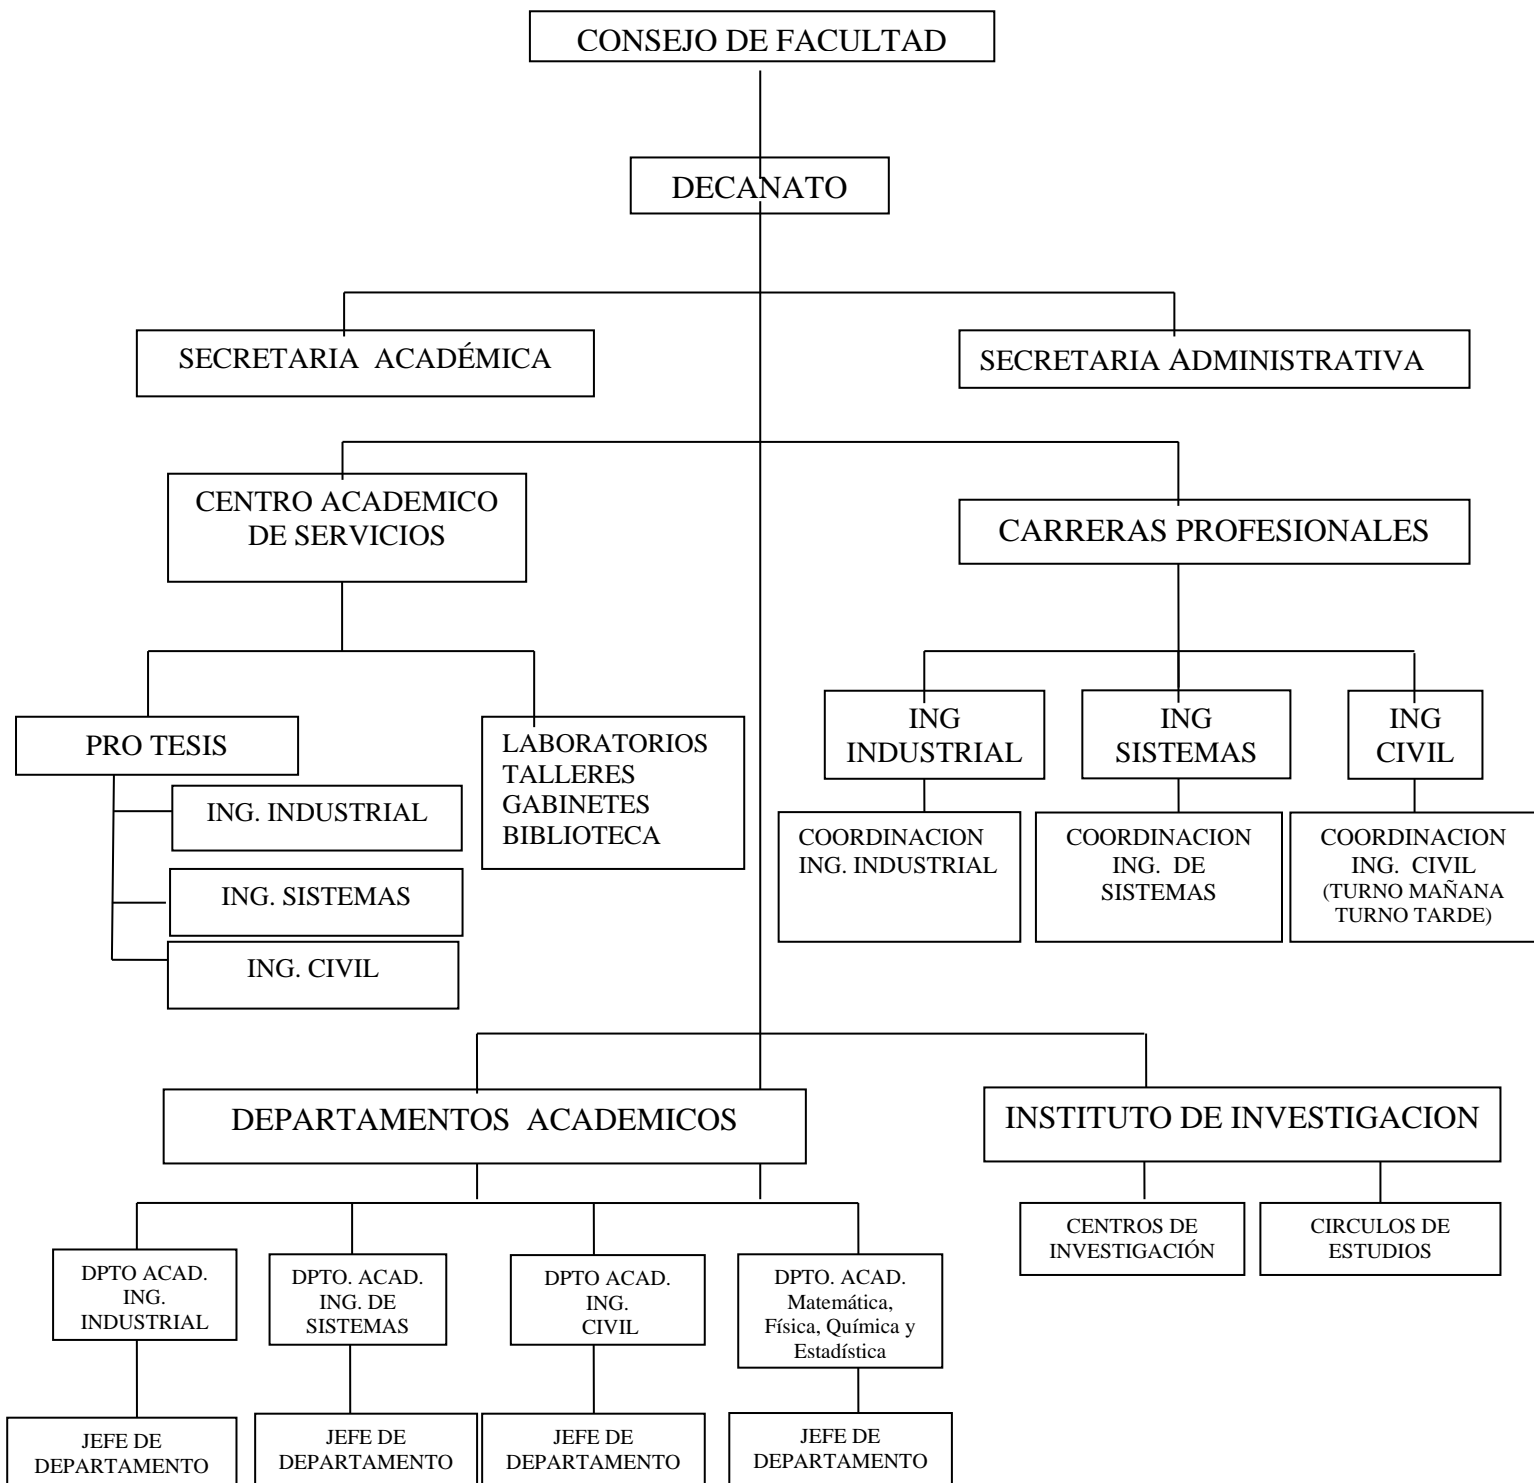 CONSEJO DE FACULTAD
DECANATO
SECRETARIA ACADÉMICA
SECRETARIA ADMINISTRATIVA
CENTRO ACADEMICO
DE SERVICIOS
CARRERAS PROFESIONALES
PRO TESIS
LABORATORIOS
TALLERES
GABINETES
BIBLIOTECA
ING
INDUSTRIAL
ING
SISTEMAS
ING
CIVIL
ING. INDUSTRIAL
ING. SISTEMAS
ING. CIVIL
COORDINACION
ING. INDUSTRIAL
COORDINACION
ING. DE
SISTEMAS
COORDINACION
ING. CIVIL
(TURNO MAÑANA
TURNO TARDE)
DEPARTAMENTOS ACADEMICOS
INSTITUTO DE INVESTIGACION
CENTROS DE
INVESTIGACIÓN
CIRCULOS DE
ESTUDIOS
DPTO ACAD.
ING.
INDUSTRIAL
DPTO. ACAD.
ING. DE
SISTEMAS
DPTO ACAD.
ING.
CIVIL
DPTO. ACAD.
Matemática,
Física, Química y
Estadística
JEFE DE
DEPARTAMENTO
JEFE DE
DEPARTAMENTO
JEFE DE
DEPARTAMENTO
JEFE DE
DEPARTAMENTO